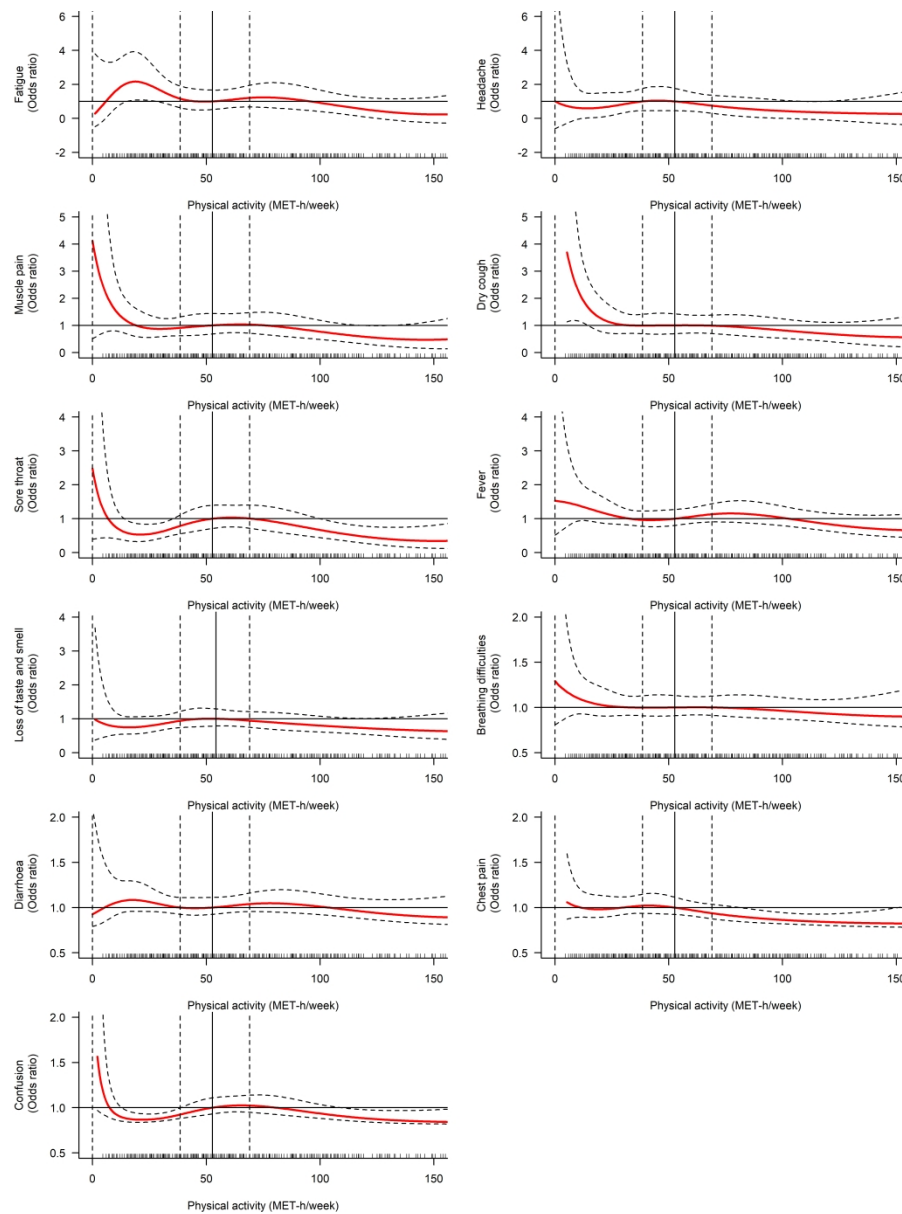 Fatigue
(Odds ratio)
6
4
2
0
-2
0 50 100 150
Physical activity (MET-h/week)
Headache
(Odds ratio)
6
4
2
0
-2
0 50 100 150
Physical activity (MET-h/week)
Muscle pain
(Odds ratio)
5
4
3
2
1
0
0 50 100 150
Physical activity (MET-h/week)
Dry cough
(Odds ratio)
5
4
3
2
1
0
0 50 100 150
Physical activity (MET-h/week)
Sore throat
(Odds ratio)
4
3
2
1
0
0 50 100 150
Physical activity (MET-h/week)
Fever
(Odds ratio)
4
3
2
1
0
0 50 100 150
Physical activity (MET-h/week)
Loss of taste and smell
(Odds ratio)
4
3
2
1
0
0 50 100 150
Physical activity (MET-h/week)
Breathing difficulties
(Odds ratio)
2.0
1.5
1.0
0.5
0 50 100 150
Physical activity (MET-h/week)
Diarrhoea
(Odds ratio)
2.0
1.5
1.0
0.5
0 50 100 150
Physical activity (MET-h/week)
Chest pain
(Odds ratio)
2.0
1.5
1.0
0.5
0 50 100 150
Physical activity (MET-h/week)
Confusion
(Odds ratio)
2.0
1.5
1.0
0.5
0 50 100 150
Physical activity (MET-h/week)